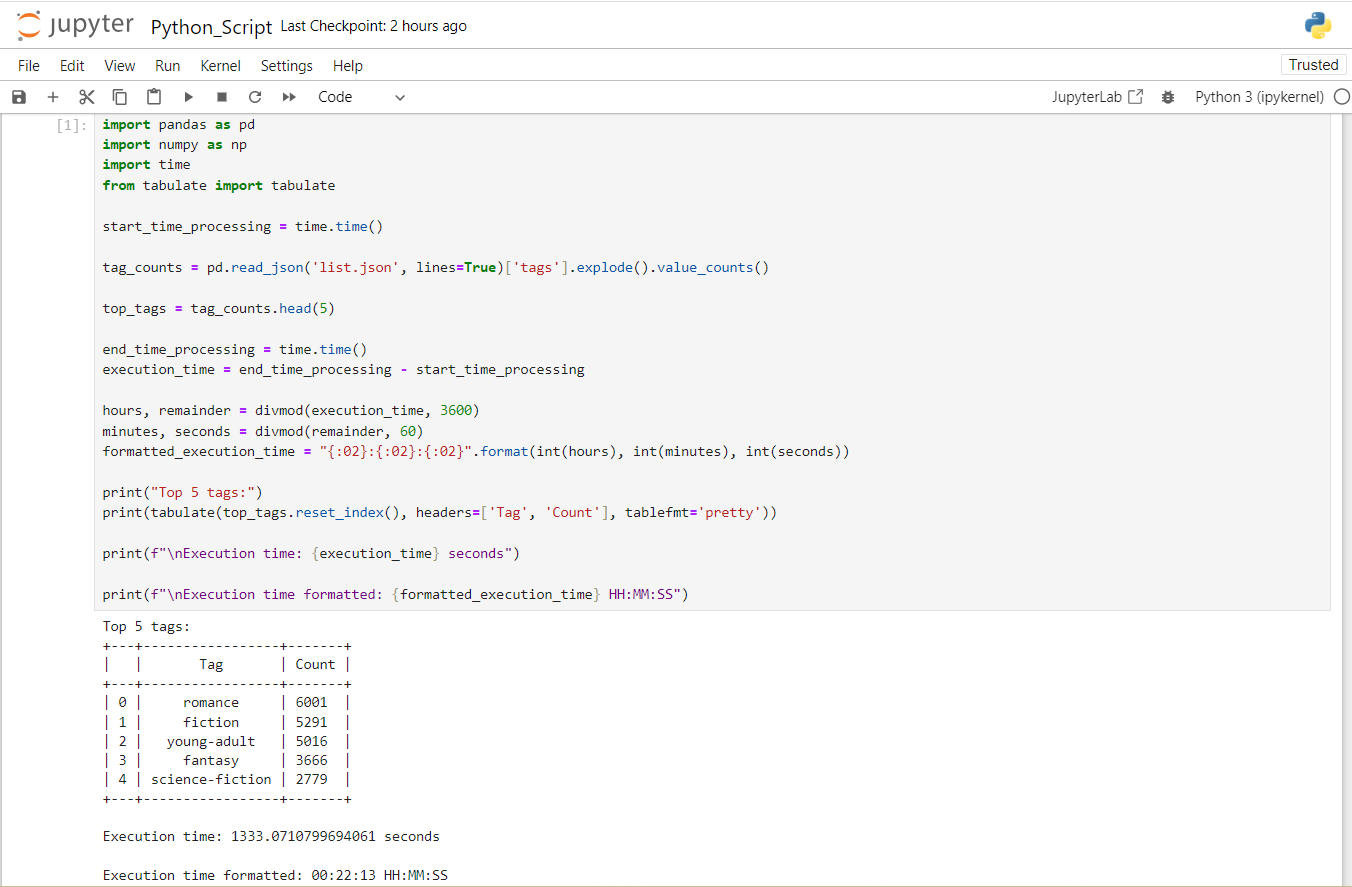 jupyter Python_Script Last Checkpoint: 2 hours ago
File Edit View Run Kernel Settings Help Trusted
Code JupyterLab Python 3 (ipykernel)
[1]: import pandas as pd
import numpy as np
import time
from tabulate import tabulate
start_time_processing = time.time()
tag_counts = pd.read_json('list.json', lines=True)['tags'].explode().value_counts()
top_tags = tag_counts.head(5)
end_time_processing = time.time()
execution_time = end_time_processing - start_time_processing
hours, remainder = divmod(execution_time, 3600)
minutes, seconds = divmod(remainder, 60)
formatted_execution_time = "{:02}:{:02}:{:02}".format(int(hours), int(minutes), int(seconds))
print("Top 5 tags:")
print(tabulate(top_tags.reset_index(), headers=['Tag', 'Count'], tablefmt='pretty'))
print(f"\nExecution time: {execution_time} seconds")
print(f"\nExecution time formatted: {formatted_execution_time} HH:MM:SS")
Top 5 tags:
+---+-----------------+-------+
|   |       Tag       | Count |
+---+-----------------+-------+
| 0 |     romance     | 6001  |
| 1 |     fiction     | 5291  |
| 2 |   young-adult   | 5016  |
| 3 |     fantasy     | 3666  |
| 4 | science-fiction | 2779  |
+---+-----------------+-------+
Execution time: 1333.0710799694061 seconds
Execution time formatted: 00:22:13 HH:MM:SS